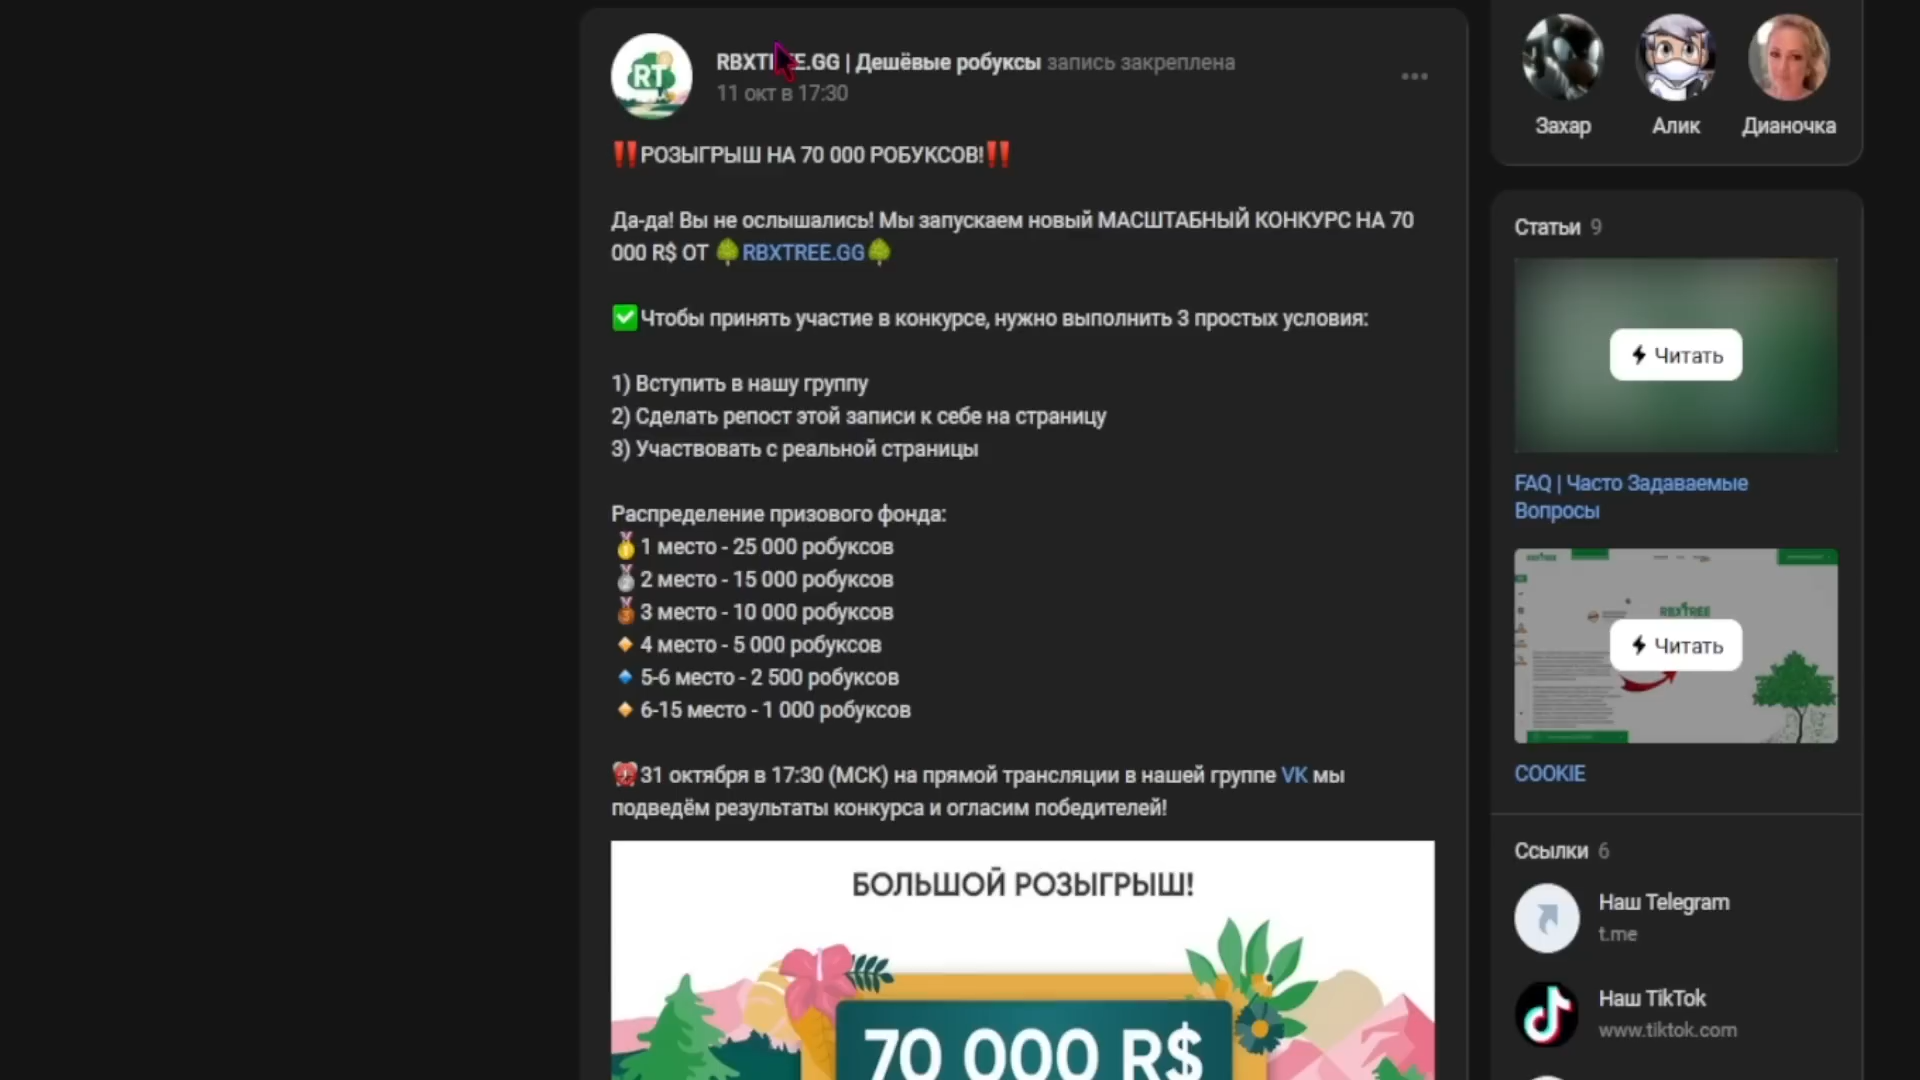 RT
RBXTREE.GG | Дешёвые робуксы запись закреплена
11 окт в 17:30
‼️РОЗЫГРЫШ НА 70 000 РОБУКСОВ!‼️
Да-да! Вы не ослышались! Мы запускаем новый МАСШТАБНЫЙ КОНКУРС НА 70
000 R$ ОТ 🌳RBXTREE.GG🌳
✅Чтобы принять участие в конкурсе, нужно выполнить 3 простых условия:
1) Вступить в нашу группу
2) Сделать репост этой записи к себе на страницу
3) Участвовать с реальной страницы
Распределение призового фонда:
🥇1 место - 25 000 робуксов
🥈2 место - 15 000 робуксов
🥉3 место - 10 000 робуксов
🔸4 место - 5 000 робуксов
🔹5-6 место - 2 500 робуксов
🔸6-15 место - 1 000 робуксов
⏰31 октября в 17:30 (МСК) на прямой трансляции в нашей группе VK мы
подведём результаты конкурса и огласим победителей!
БОЛЬШОЙ РОЗЫГРЫШ!
70 000 R$
Захар
Алик
Дианочка
Статьи 9
Читать
FAQ | Часто Задаваемые
Вопросы
RBXTREE
Читать
COOKIE
Ссылки 6
Наш Telegram
t.me
Наш TikTok
www.tiktok.com